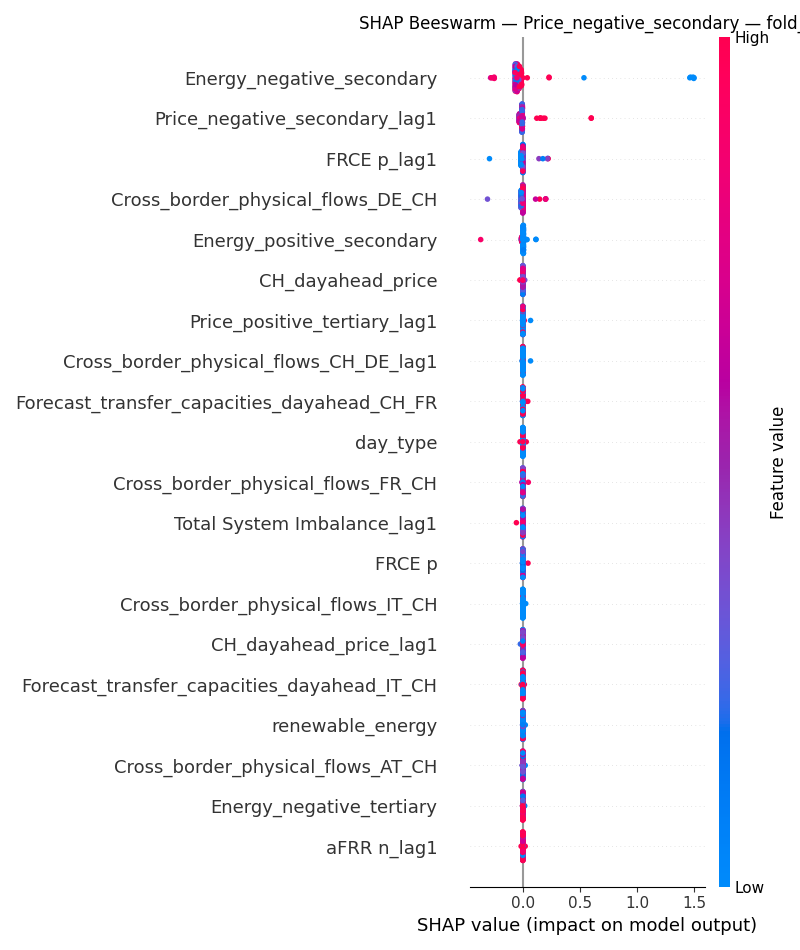 SHAP Beeswarm — Price_negative_secondary — fold_
High
Energy_negative_secondary
Price_negative_secondary_lag1
FRCE p_lag1
Cross_border_physical_flows_DE_CH
Energy_positive_secondary
CH_dayahead_price
Price_positive_tertiary_lag1
Cross_border_physical_flows_CH_DE_lag1
Forecast_transfer_capacities_dayahead_CH_FR
day_type
Cross_border_physical_flows_FR_CH
Total System Imbalance_lag1
FRCE p
Cross_border_physical_flows_IT_CH
CH_dayahead_price_lag1
Forecast_transfer_capacities_dayahead_IT_CH
renewable_energy
Cross_border_physical_flows_AT_CH
Energy_negative_tertiary
aFRR n_lag1
Feature value
Low
0.0 0.5 1.0 1.5
SHAP value (impact on model output)